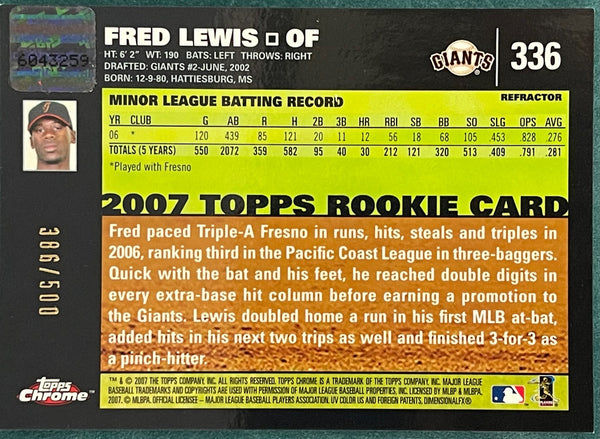 FRED LEWIS □ OF
HT: 6' 2" WT: 190 BATS: LEFT THROWS: RIGHT
DRAFTED: GIANTS #2-JUNE, 2002
BORN: 12-9-80, HATTIESBURG, MS
GIANTS
336
6043259
MINOR LEAGUE BATTING RECORD
REFRACTOR
YR CLUB G AB R H 2B 3B HR RBI SB BB SO SLG OPS AVG
06 * 120 439 85 121 20 11 12 56 18 68 105 .453 .828 .276
TOTALS (5 YEARS) 550 2072 359 582 95 40 30 212 121 320 513 .409 .791 .281
*Played with Fresno
2007 TOPPS ROOKIE CARD
Fred paced Triple-A Fresno in runs, hits, steals and triples in
2006, ranking third in the Pacific Coast League in three-baggers.
Quick with the bat and his feet, he reached double digits in
every extra-base hit column before earning a promotion to
the Giants. Lewis doubled home a run in his first MLB at-bat,
added hits in his next two trips as well and finished 3-for-3 as
a pinch-hitter.
386/500
Topps
Chrome™
™ & © 2007 THE TOPPS COMPANY, INC. ALL RIGHTS RESERVED. TOPPS CHROME IS A TRADEMARK OF THE TOPPS COMPANY, INC. MAJOR LEAGUE
BASEBALL TRADEMARKS AND COPYRIGHTS ARE USED WITH PERMISSION OF MAJOR LEAGUE BASEBALL PROPERTIES, INC. LICENSED BY MLBP & MLBPA,
2007. © MLBPA. OFFICIAL LICENSEE – MAJOR LEAGUE BASEBALL PLAYERS ASSOCIATION. UV COLOR US AND FOREIGN PATENTS, DIMENSIONALFX®.